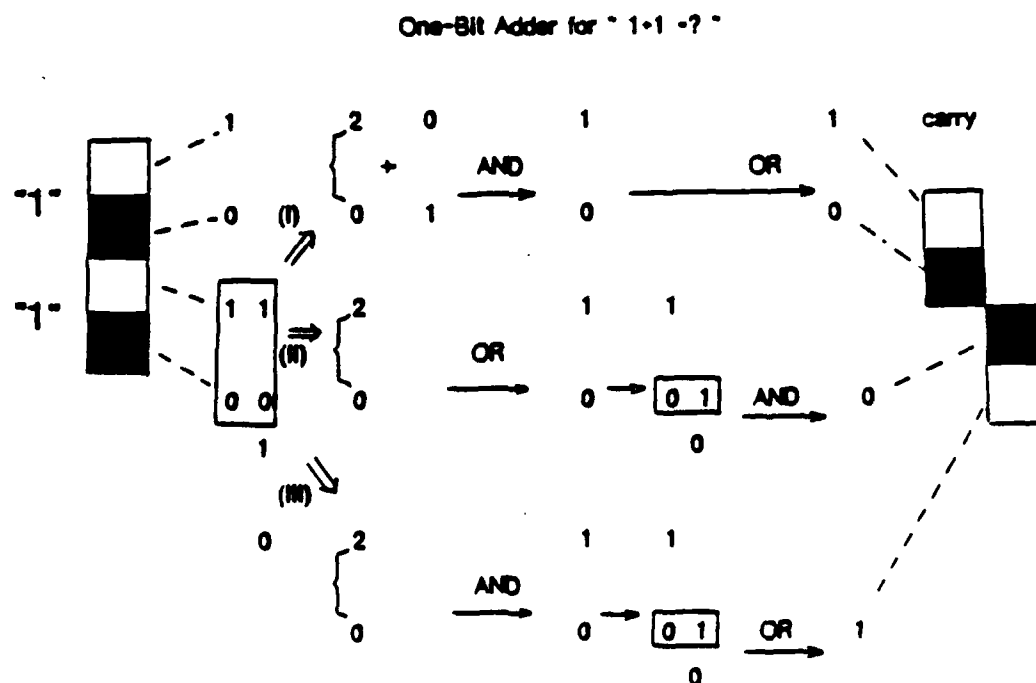 One-Bit Adder for " 1+1 =? "
1 2 0 1 1 carry
+ AND OR
"1"
0 (I) 0 1 0 0
1 1 2 1 1
"1"
(II) OR
0 0 0 0 0 1 AND 0
1 0
(III)
0 2 1 1
AND
0 0 0 1 OR 1
0